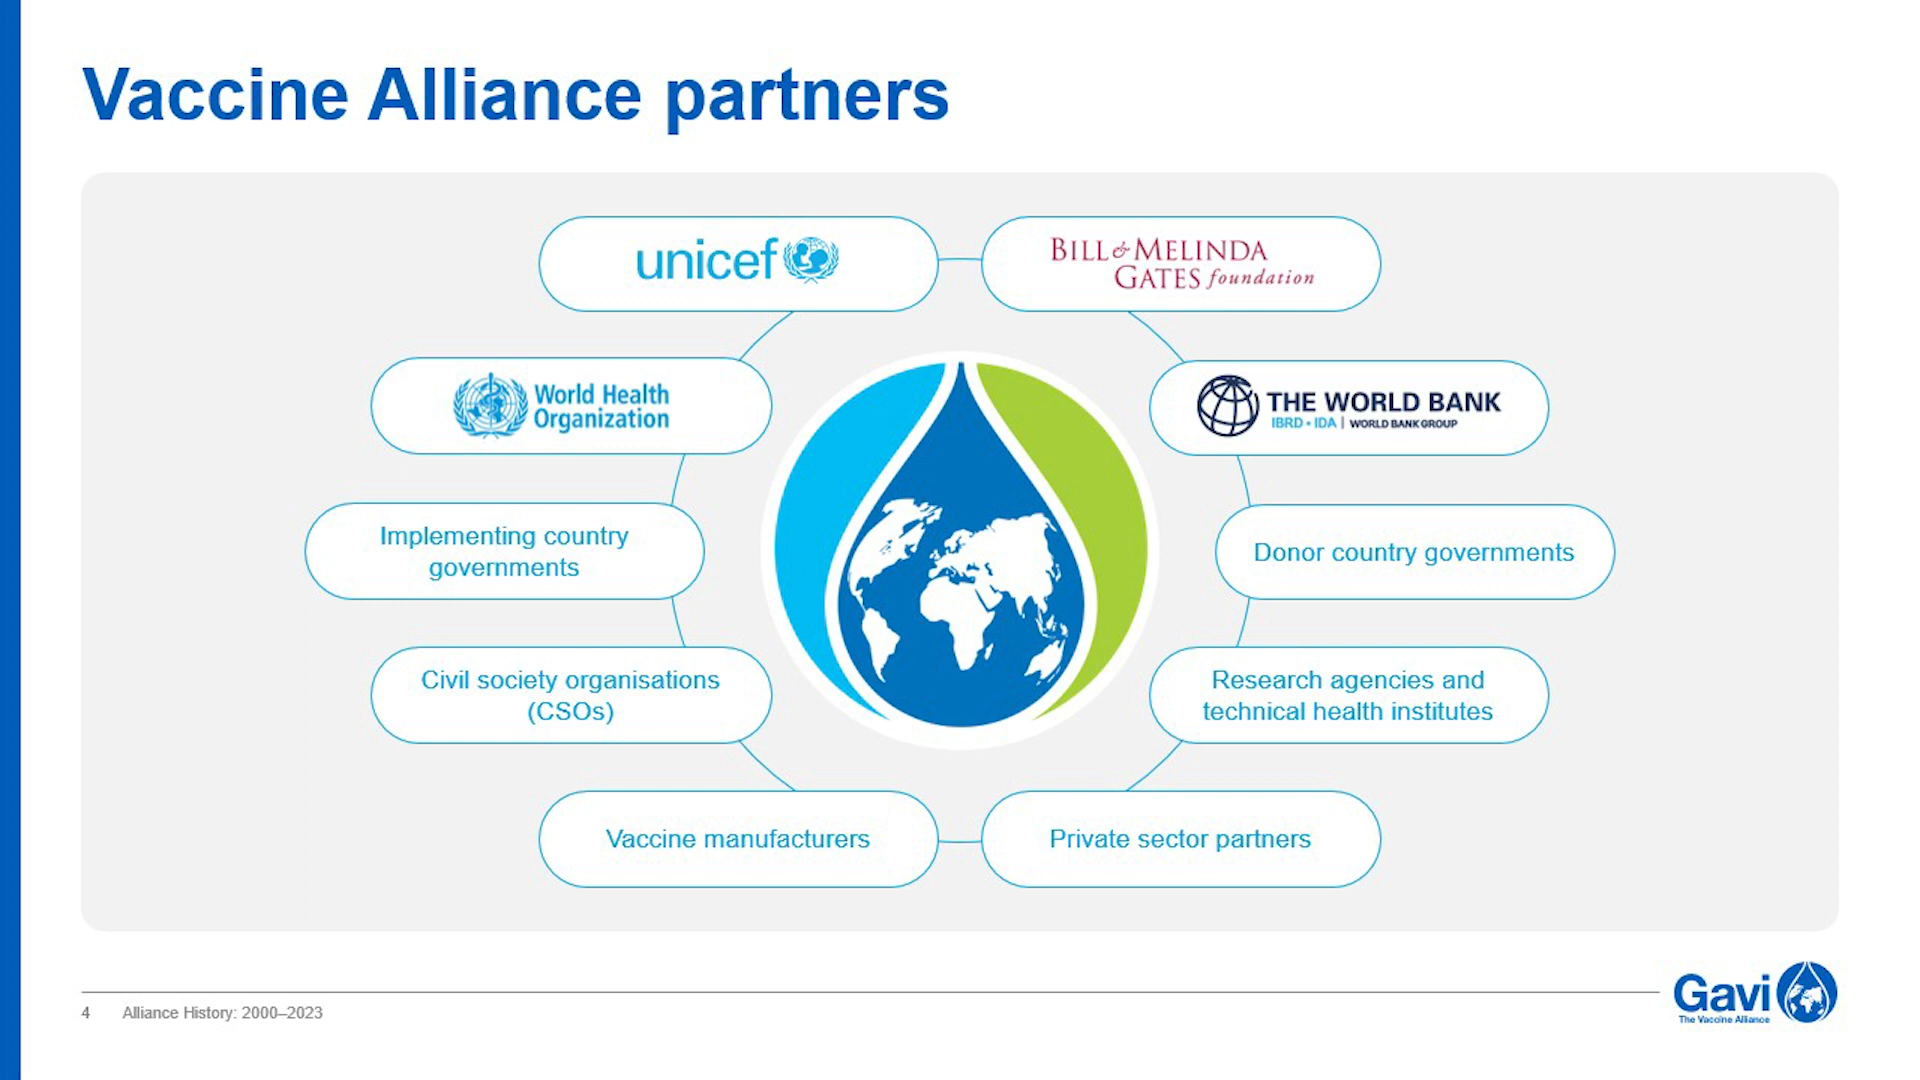 Vaccine Alliance partners
unicef
BILL & MELINDA
GATES foundation
World Health
Organization
THE WORLD BANK
IBRD • IDA | WORLD BANK GROUP
Implementing country
governments
Donor country governments
Civil society organisations
(CSOs)
Research agencies and
technical health institutes
Vaccine manufacturers
Private sector partners
4 Alliance History: 2000–2023
Gavi
The Vaccine Alliance